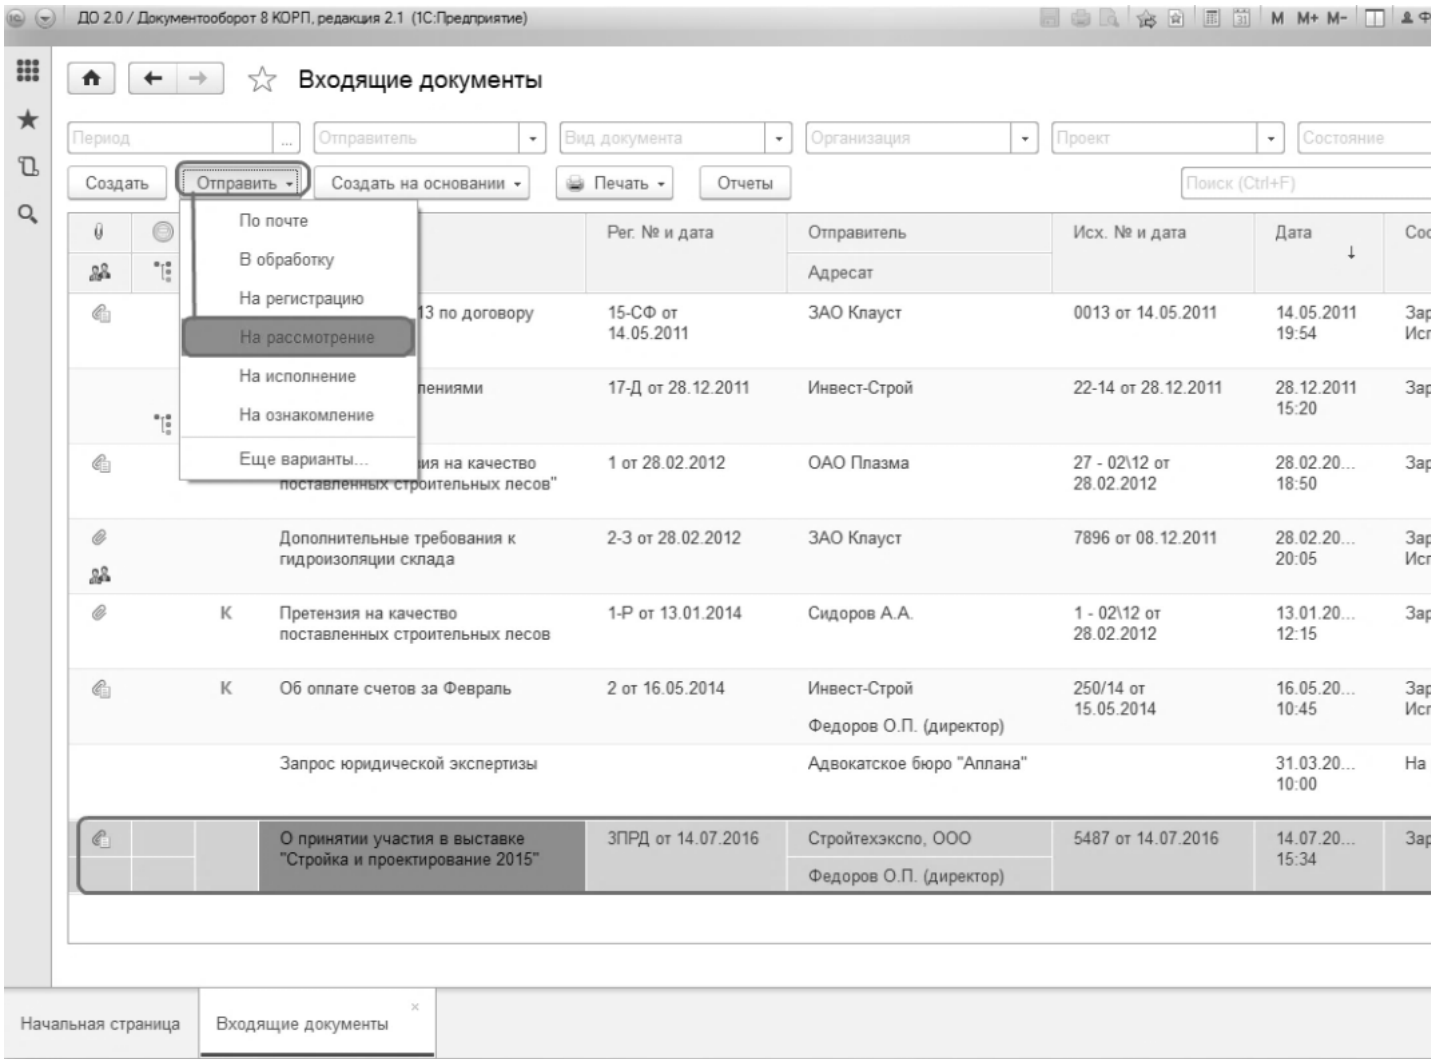 ДО 2.0 / Документооборот 8 КОРП, редакция 2.1 (1С:Предприятие)
31 M M+ M-
Входящие документы
Период ... Отправитель Вид документа Организация Проект Состояние
Создать Отправить Создать на основании Печать Отчеты Поиск (Ctrl+F)
По почте
В обработку
На регистрацию
На рассмотрение
На исполнение
На ознакомление
Еще варианты...
Рег. № и дата Отправитель Исх. № и дата Дата ↓
Адресат
13 по договору 15-СФ от 14.05.2011 ЗАО Клауст 0013 от 14.05.2011 14.05.2011
19:54
17-Д от 28.12.2011 Инвест-Строй 22-14 от 28.12.2011 28.12.2011
15:20
на качество 1 от 28.02.2012 ОАО Плазма 27 - 02\12 от 28.02.20...
поставленных строительных лесов" 28.02.2012 18:50
Дополнительные требования к 2-З от 28.02.2012 ЗАО Клауст 7896 от 08.12.2011 28.02.20...
гидроизоляции склада 20:05
К Претензия на качество 1-Р от 13.01.2014 Сидоров А.А. 1 - 02\12 от 13.01.20...
поставленных строительных лесов 28.02.2012 12:15
К Об оплате счетов за Февраль 2 от 16.05.2014 Инвест-Строй 250/14 от 16.05.20...
15.05.2014 10:45
Федоров О.П. (директор)
Запрос юридической экспертизы Адвокатское бюро "Аплана" 31.03.20... На
10:00
О принятии участия в выставке 3ПРД от 14.07.2016 Стройтехэкспо, ООО 5487 от 14.07.2016 14.07.20...
"Стройка и проектирование 2015" 15:34
Федоров О.П. (директор)
Начальная страница Входящие документы